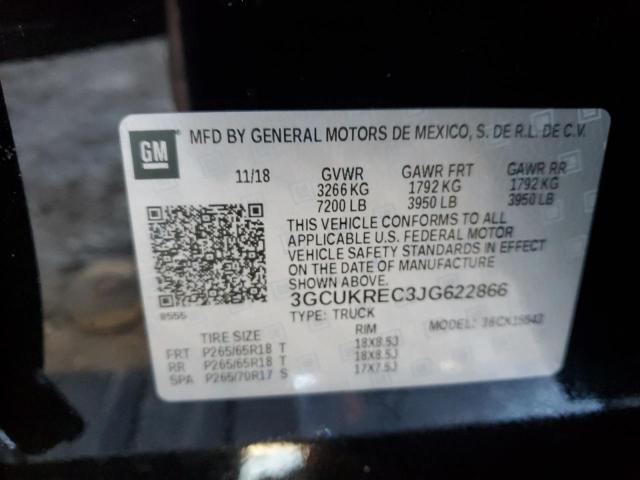 GM
MFD BY GENERAL MOTORS DE MEXICO, S. DE R.L. DE C.V.
11/18 GVWR GAWR FRT GAWR RR
3266 KG 1792 KG 1792 KG
7200 LB 3950 LB 3950 LB
THIS VEHICLE CONFORMS TO ALL
APPLICABLE U.S. FEDERAL MOTOR
VEHICLE SAFETY STANDARDS IN EFFECT
ON THE DATE OF MANUFACTURE
SHOWN ABOVE.
3GCUKREC3JG622866
8555
TYPE: TRUCK MODEL:
TIRE SIZE RIM
FRT P265/65R18 T 18X8.5J
RR P265/65R18 T 18X8.5J
SPA P265/70R17 S 17X7.5J